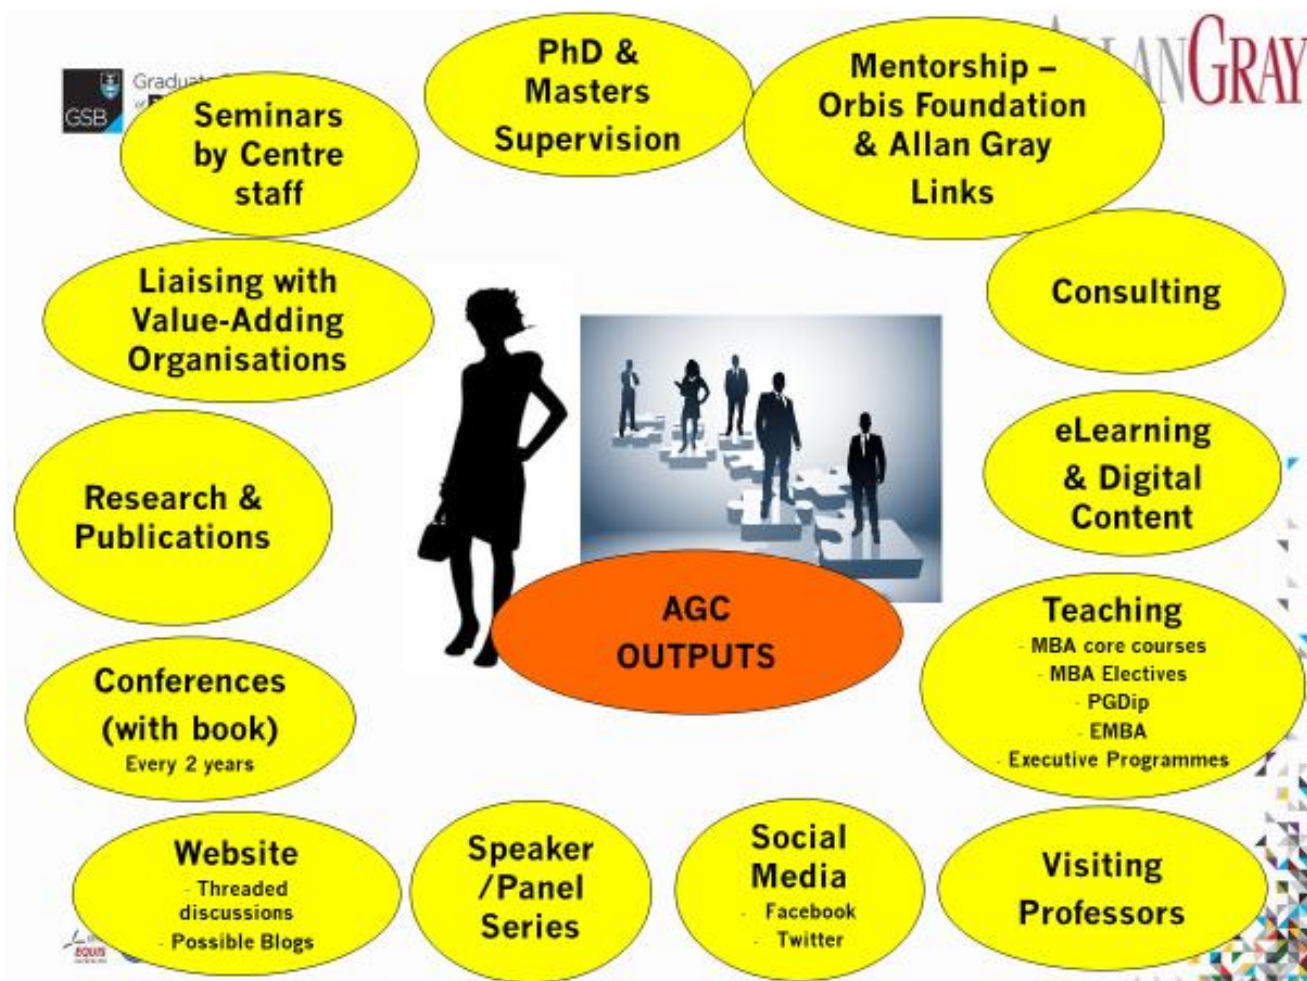 PhD &
Masters
Supervision
Mentorship –
Orbis Foundation
& Allan Gray
Links
GRAY
GSB
Seminars
by Centre
staff
Liaising with
Value-Adding
Organisations
Consulting
Research &
Publications
eLearning
& Digital
Content
AGC
OUTPUTS
Teaching
- MBA core courses
- MBA Electives
- PGDip
- EMBA
- Executive Programmes
Conferences
(with book)
Every 2 years
Website
- Threaded
discussions
- Possible Blogs
EQUIS
Speaker
/Panel
Series
Social
Media
- Facebook
- Twitter
Visiting
Professors